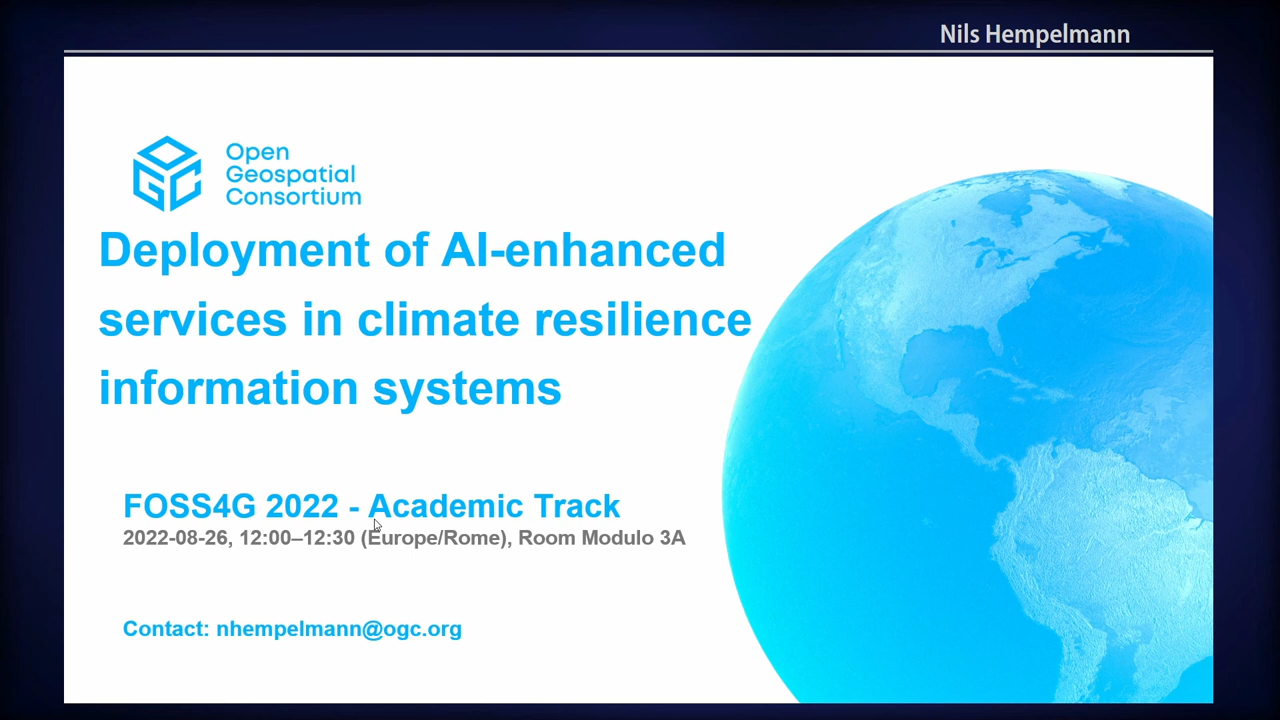 Nils Hempelmann
Open
Geospatial
Consortium
Deployment of AI-enhanced
services in climate resilience
information systems
FOSS4G 2022 - Academic Track
2022-08-26, 12:00–12:30 (Europe/Rome), Room Modulo 3A
Contact: nhempelmann@ogc.org